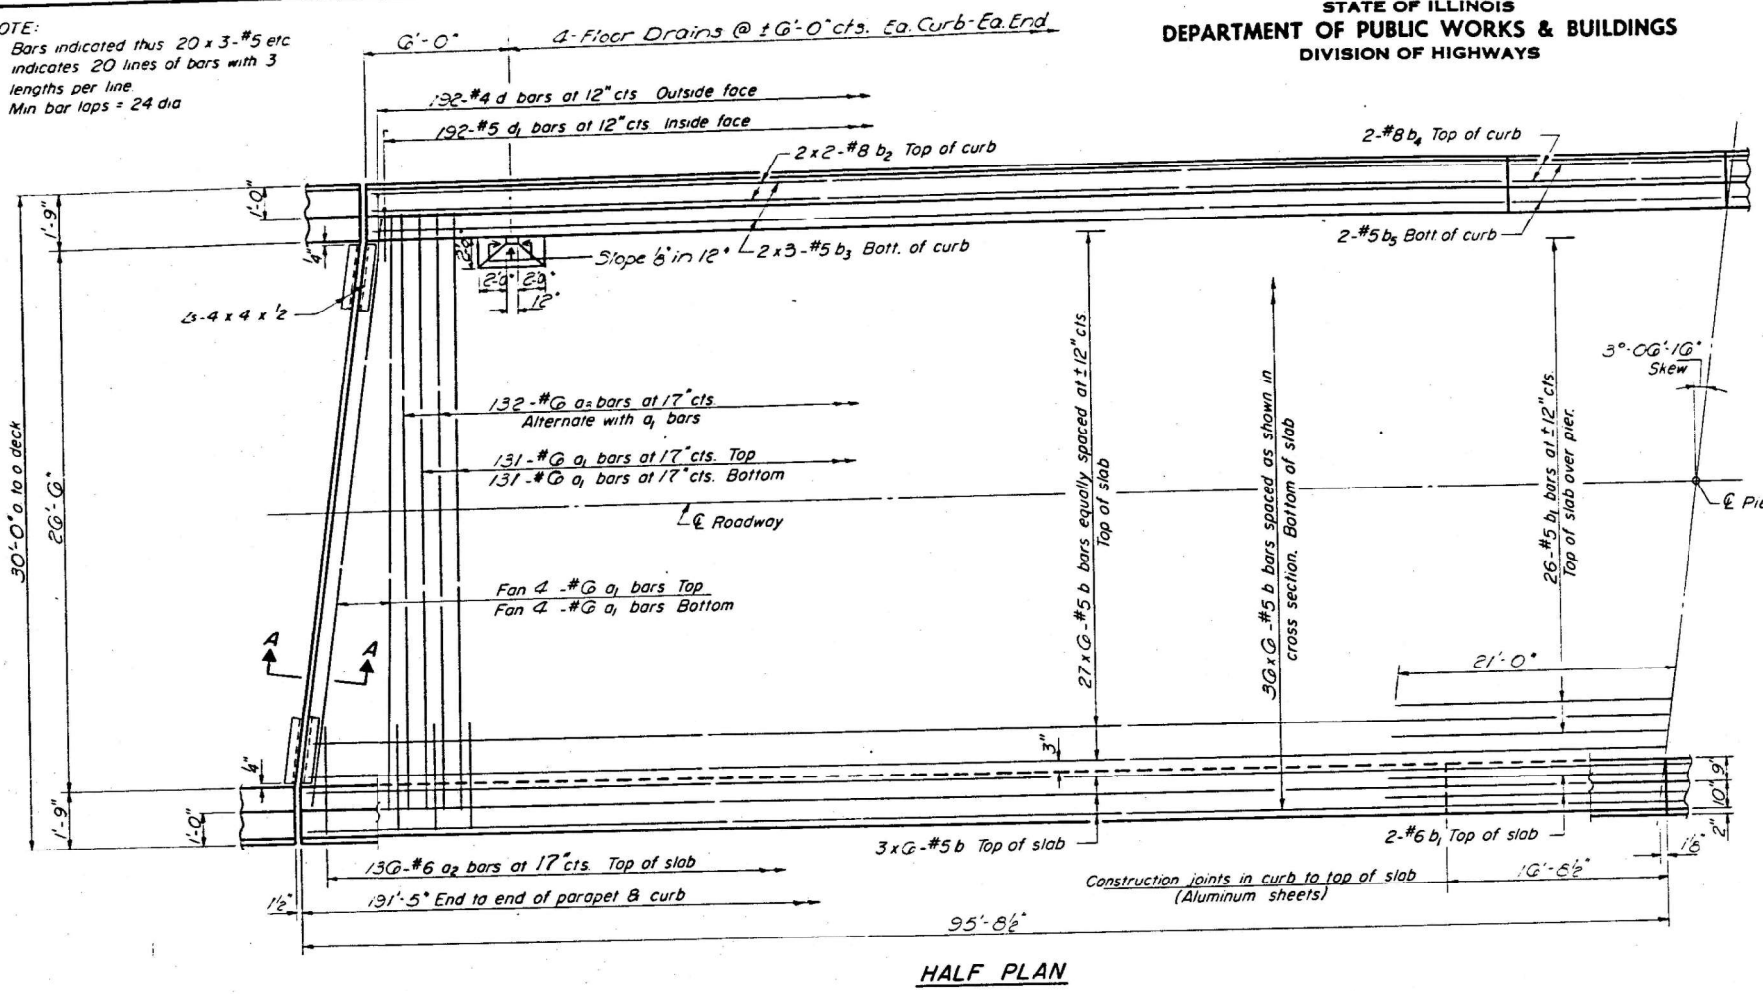 OTE:
Bars indicated thus 20 x 3-#5 etc
indicates 20 lines of bars with 3
lengths per line.
Min bar laps = 24 dia
STATE OF ILLINOIS
DEPARTMENT OF PUBLIC WORKS & BUILDINGS
DIVISION OF HIGHWAYS
6'-0"
4-Floor Drains @ ±6'-0"cts. Ea. Curb-Ea. End
192-#4 d bars at 12"cts Outside face
192-#5 d₁ bars at 12"cts Inside face
2 x 2-#8 b₂ Top of curb
2-#8 b₄ Top of curb
1'-0"
1'-9"
1/4"
2'-0"
Slope ⅛" in 12"
2 x 3-#5 b₃ Bott. of curb
2-#5 b₅ Bott. of curb
2'-0" 2'-0"
12"
Ls-4 x 4 x ½
3°-06'-16"
Skew
132-#6 a₂ bars at 17"cts.
Alternate with a₁ bars
131-#6 a₁ bars at 17"cts. Top
131-#6 a₁ bars at 17"cts. Bottom
℄ Roadway
27 x 6-#5 b bars equally spaced at ±12"cts.
Top of slab
36 x 6-#5 b bars spaced as shown in
cross section. Bottom of slab
26-#5 b₁ bars at ±12"cts.
Top of slab over pier.
30'-0" o. to o. deck
26'-6"
Fan 4-#6 a₁ bars Top
Fan 4-#6 a₁ bars Bottom
A A
21'-0"
3"
1/4"
1'-9"
1'-0"
9"
10"
2"
3 x 6-#5 b Top of slab
2-#6 b₁ Top of slab
1⅛"
136-#6 a₂ bars at 17"cts. Top of slab
Construction joints in curb to top of slab
(Aluminum sheets)
1½"
191'-5" End to end of parapet & curb
95'-8½"
HALF PLAN